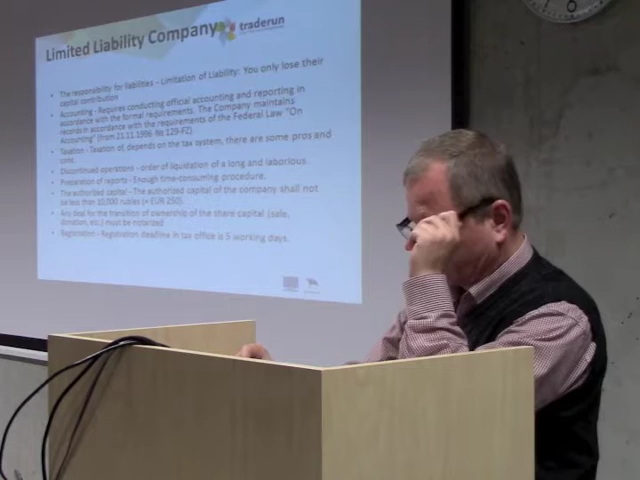 Limited Liability Company
traderun
The responsibility for liabilities - Limitation of Liability: You only lose their
capital contribution
Accounting - Requires conducting official accounting and reporting in
accordance with the formal requirements. The Company maintains
records in accordance with the requirements of the Federal Law "On
Accounting" (from 21.11.1996 № 129-FZ)
Taxation - Taxation of, depends on the tax system, there are some pros and
cons
Discontinued operations - order of liquidation of a long and laborious.
Preparation of reports - Enough time-consuming procedure.
The authorized capital - The authorized capital of the company shall not
be less than 10,000 rubles (≈ EUR 250).
Any deal for the transition of ownership of the share capital (sale,
donation, etc.) must be notarized
Registration - Registration deadline in tax office is 5 working days.